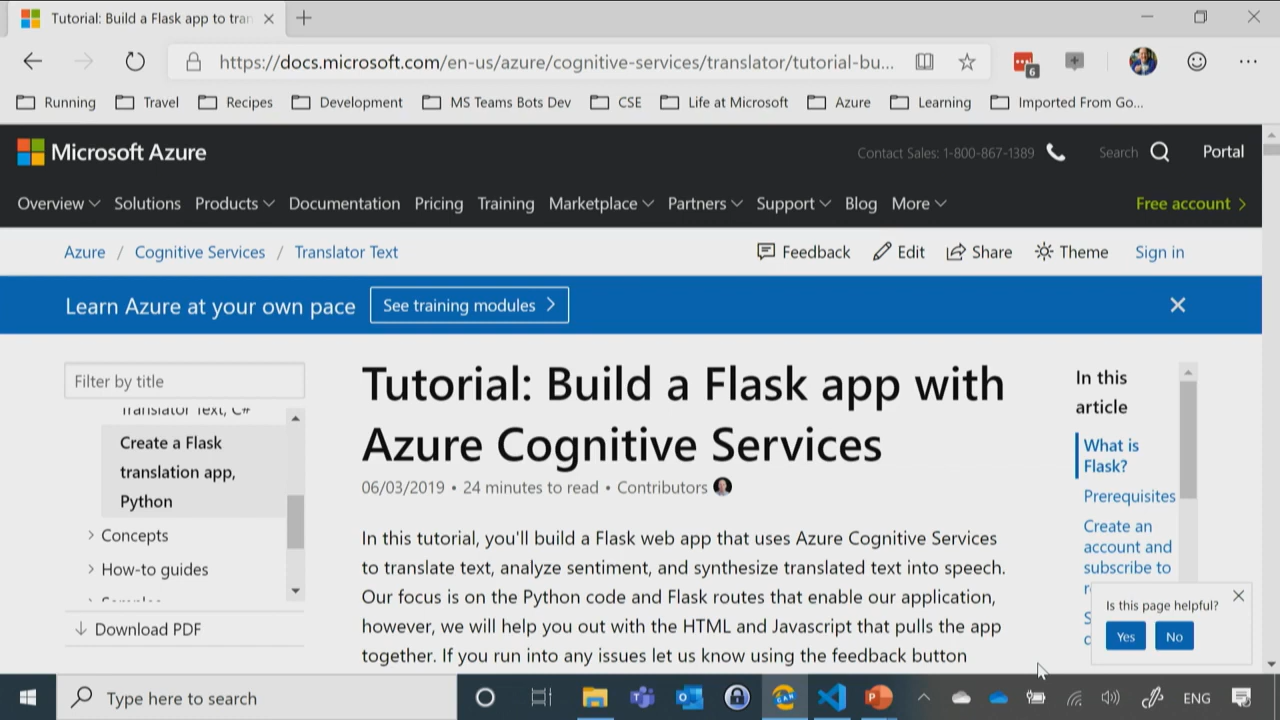 Tutorial: Build a Flask app to tran
https://docs.microsoft.com/en-us/azure/cognitive-services/translator/tutorial-bu...
6
Running
Travel
Recipes
Development
MS Teams Bots Dev
CSE
Life at Microsoft
Azure
Learning
Imported From Go...
Microsoft Azure
Contact Sales: 1-800-867-1389
Search
Portal
Overview
Solutions
Products
Documentation
Pricing
Training
Marketplace
Partners
Support
Blog
More
Free account
Azure / Cognitive Services / Translator Text
Feedback
Edit
Share
Theme
Sign in
Learn Azure at your own pace
See training modules
Filter by title
Translator Text, C#
Create a Flask
translation app,
Python
Concepts
How-to guides
Download PDF
Tutorial: Build a Flask app with
Azure Cognitive Services
06/03/2019 • 24 minutes to read • Contributors
In this tutorial, you'll build a Flask web app that uses Azure Cognitive Services
to translate text, analyze sentiment, and synthesize translated text into speech.
Our focus is on the Python code and Flask routes that enable our application,
however, we will help you out with the HTML and Javascript that pulls the app
together. If you run into any issues let us know using the feedback button
In this
article
What is
Flask?
Prerequisites
Create an
account and
subscribe to
Is this page helpful?
Yes
No
Type here to search
ENG